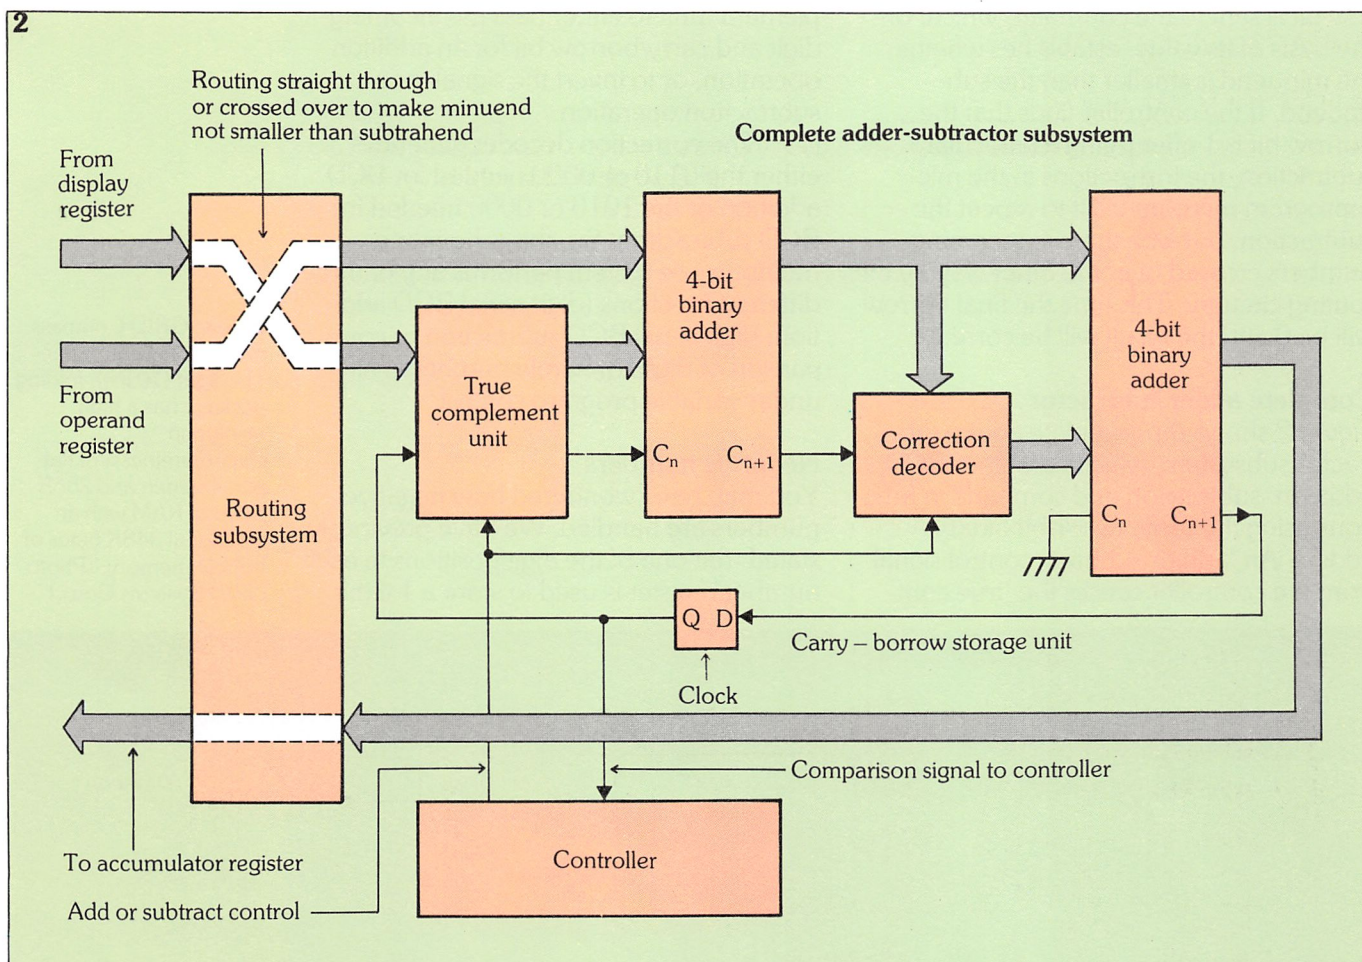 2
Routing straight through
or crossed over to make minuend
not smaller than subtrahend
Complete adder-subtractor subsystem
From
display
register
From
operand
register
Routing
subsystem
True
complement
unit
4-bit
binary
adder
Cn
Cn+1
Correction
decoder
4-bit
binary
adder
Cn
Cn+1
Q D
Carry – borrow storage unit
Clock
Comparison signal to controller
Controller
To accumulator register
Add or subtract control